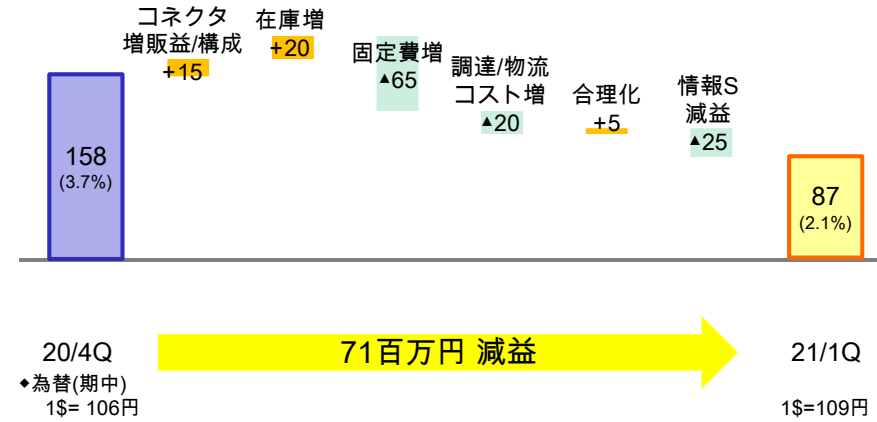 コネクタ
増販益/構成
+15
在庫増
+20
固定費増
▲65
調達/物流
コスト増
▲20
合理化
+5
情報S
減益
▲25
158
(3.7%)
87
(2.1%)
20/4Q
71百万円 減益
21/1Q
◆為替(期中)
1$= 106円
1$=109円